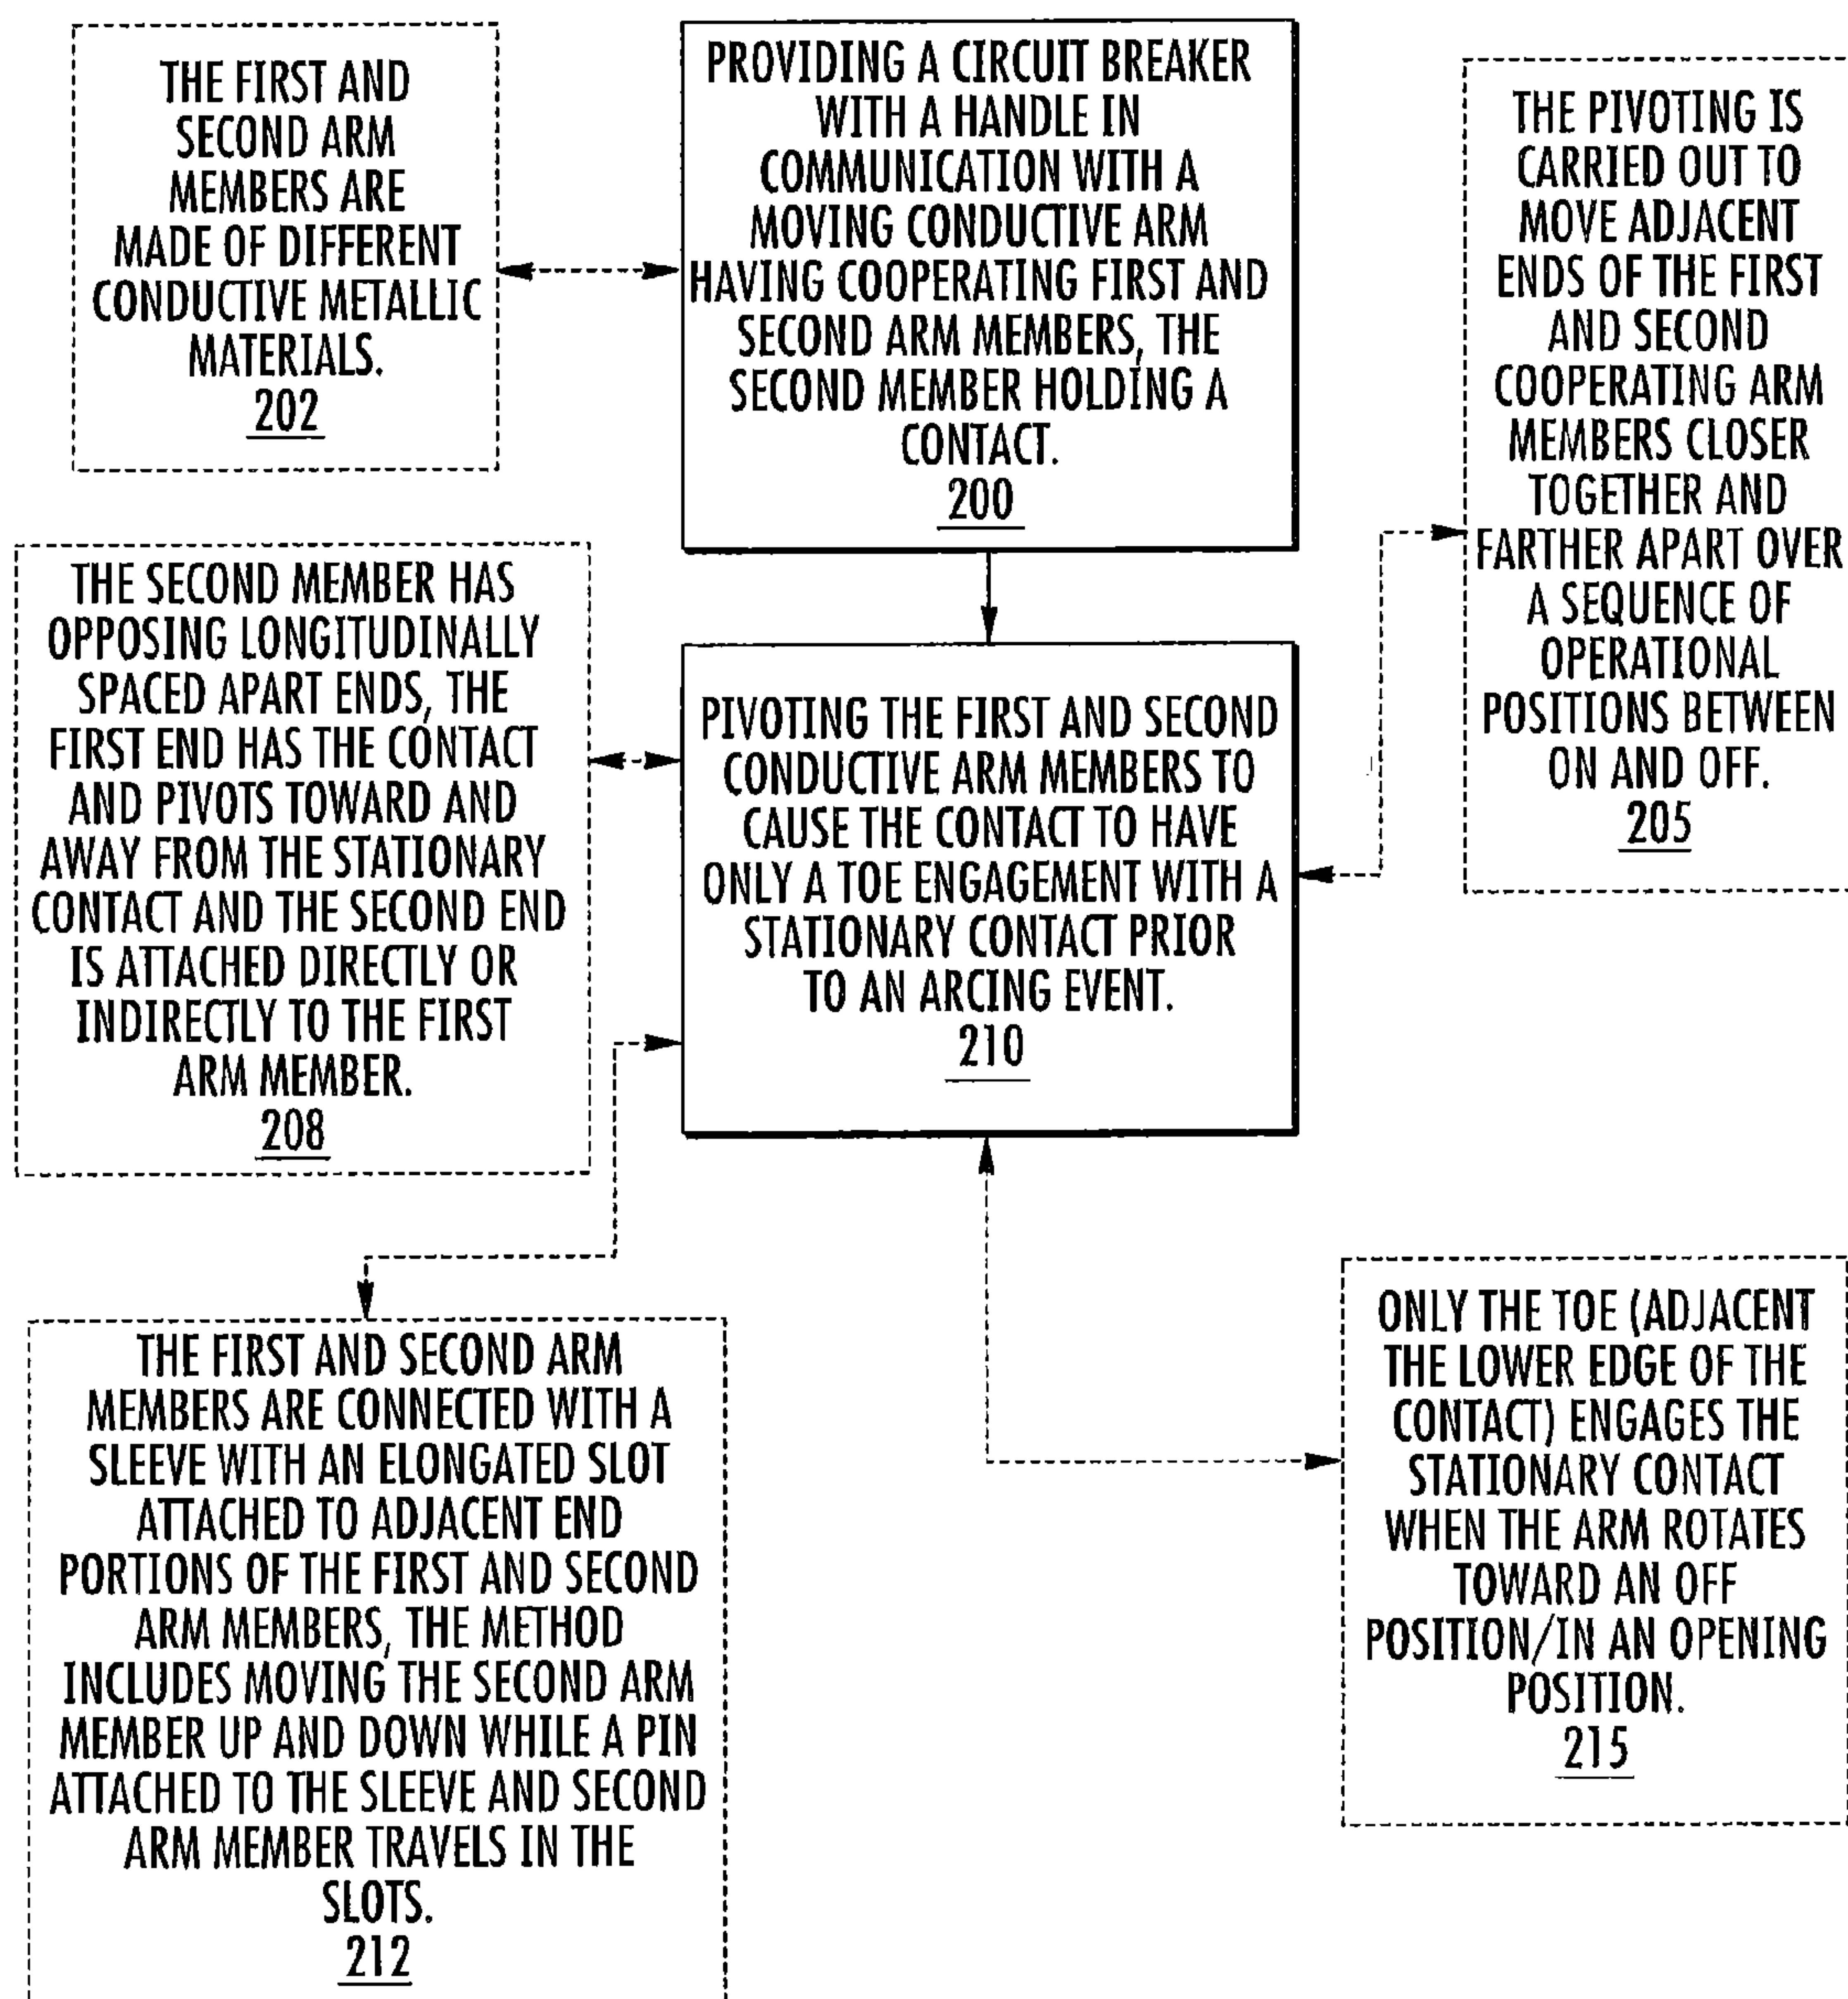 THE FIRST AND
SECOND ARM
MEMBERS ARE
MADE OF DIFFERENT
CONDUCTIVE METALLIC
MATERIALS.
202
PROVIDING A CIRCUIT BREAKER
WITH A HANDLE IN
COMMUNICATION WITH A
MOVING CONDUCTIVE ARM
HAVING COOPERATING FIRST AND
SECOND ARM MEMBERS, THE
SECOND MEMBER HOLDING A
CONTACT.
200
THE PIVOTING IS
CARRIED OUT TO
MOVE ADJACENT
ENDS OF THE FIRST
AND SECOND
COOPERATING ARM
MEMBERS CLOSER
TOGETHER AND
FARTHER APART OVER
A SEQUENCE OF
OPERATIONAL
POSITIONS BETWEEN
ON AND OFF.
205
THE SECOND MEMBER HAS
OPPOSING LONGITUDINALLY
SPACED APART ENDS, THE
FIRST END HAS THE CONTACT
AND PIVOTS TOWARD AND
AWAY FROM THE STATIONARY
CONTACT AND THE SECOND END
IS ATTACHED DIRECTLY OR
INDIRECTLY TO THE FIRST
ARM MEMBER.
208
PIVOTING THE FIRST AND SECOND
CONDUCTIVE ARM MEMBERS TO
CAUSE THE CONTACT TO HAVE
ONLY A TOE ENGAGEMENT WITH A
STATIONARY CONTACT PRIOR
TO AN ARCING EVENT.
210
THE FIRST AND SECOND ARM
MEMBERS ARE CONNECTED WITH A
SLEEVE WITH AN ELONGATED SLOT
ATTACHED TO ADJACENT END
PORTIONS OF THE FIRST AND SECOND
ARM MEMBERS, THE METHOD
INCLUDES MOVING THE SECOND ARM
MEMBER UP AND DOWN WHILE A PIN
ATTACHED TO THE SLEEVE AND SECOND
ARM MEMBER TRAVELS IN THE
SLOTS.
212
ONLY THE TOE (ADJACENT
THE LOWER EDGE OF THE
CONTACT) ENGAGES THE
STATIONARY CONTACT
WHEN THE ARM ROTATES
TOWARD AN OFF
POSITION/IN AN OPENING
POSITION.
215